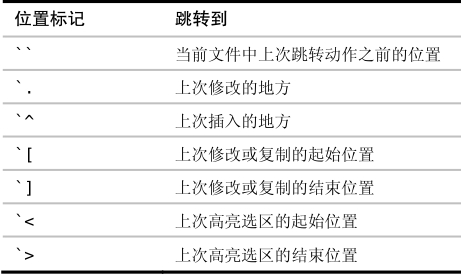 位置标记 跳转到
`` 当前文件中上次跳转动作之前的位置
`. 上次修改的地方
`^ 上次插入的地方
`[ 上次修改或复制的起始位置
`] 上次修改或复制的结束位置
`< 上次高亮选区的起始位置
`> 上次高亮选区的结束位置